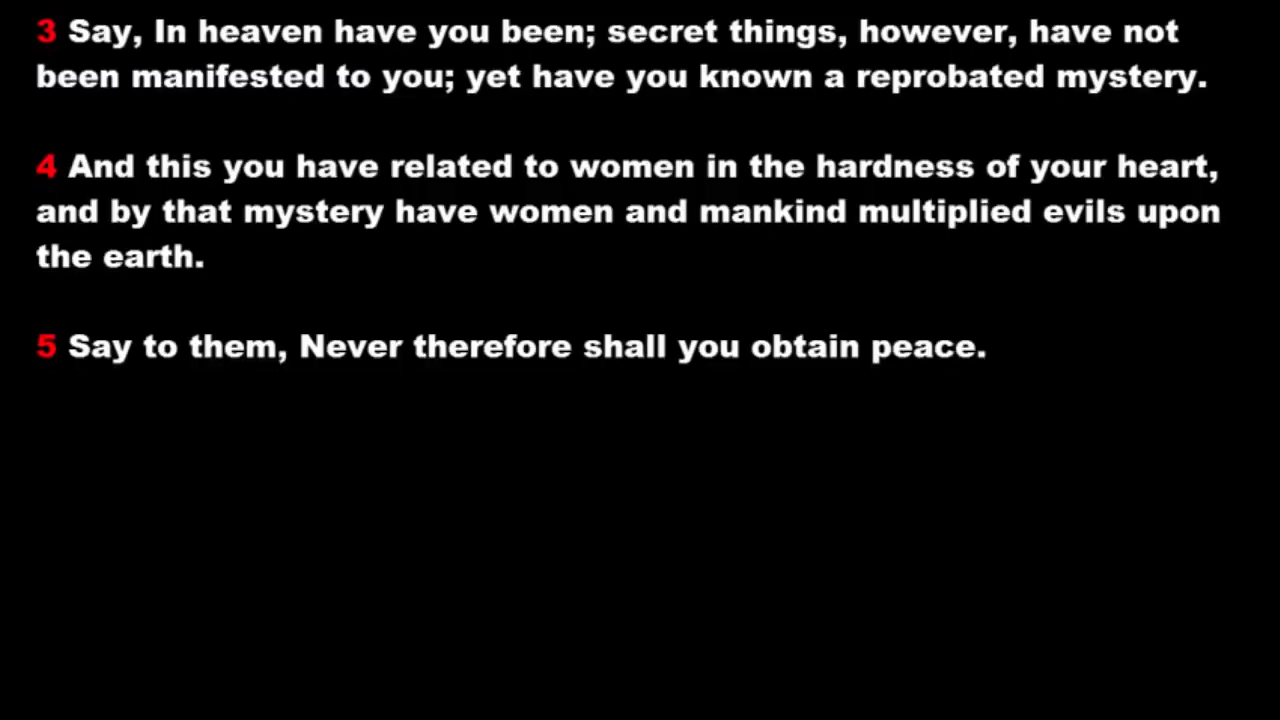 3 Say, In heaven have you been; secret things, however, have not
been manifested to you; yet have you known a reprobated mystery.
4 And this you have related to women in the hardness of your heart,
and by that mystery have women and mankind multiplied evils upon
the earth.
5 Say to them, Never therefore shall you obtain peace.